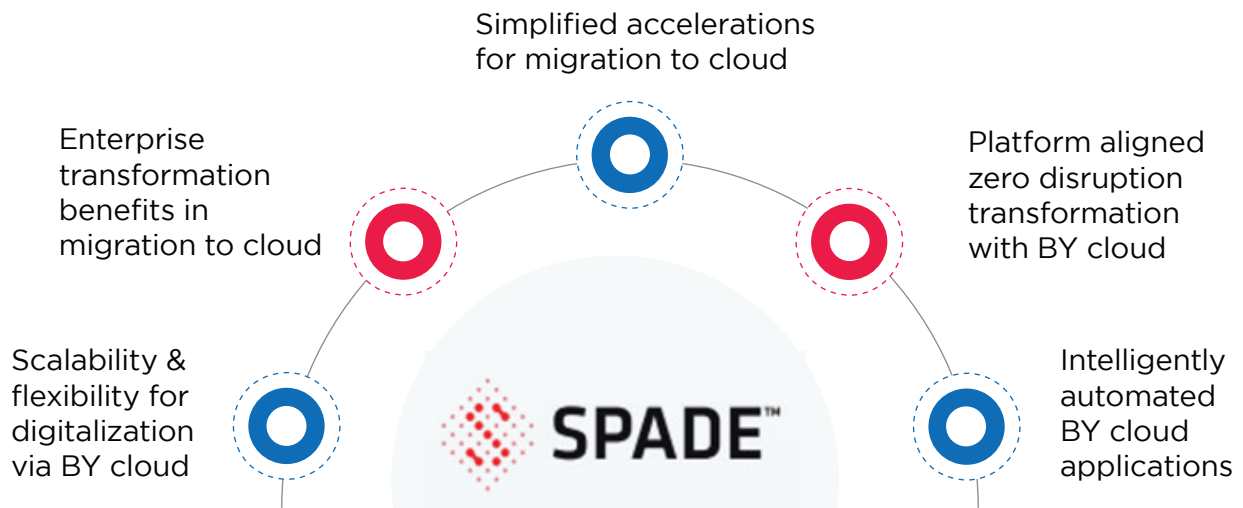 Simplified accelerations
for migration to cloud
Enterprise
transformation
benefits in
migration to cloud
Platform aligned
zero disruption
transformation
with BY cloud
Scalability &
flexibility for
digitalization
via BY cloud
SPADE™
Intelligently
automated
BY cloud
applications